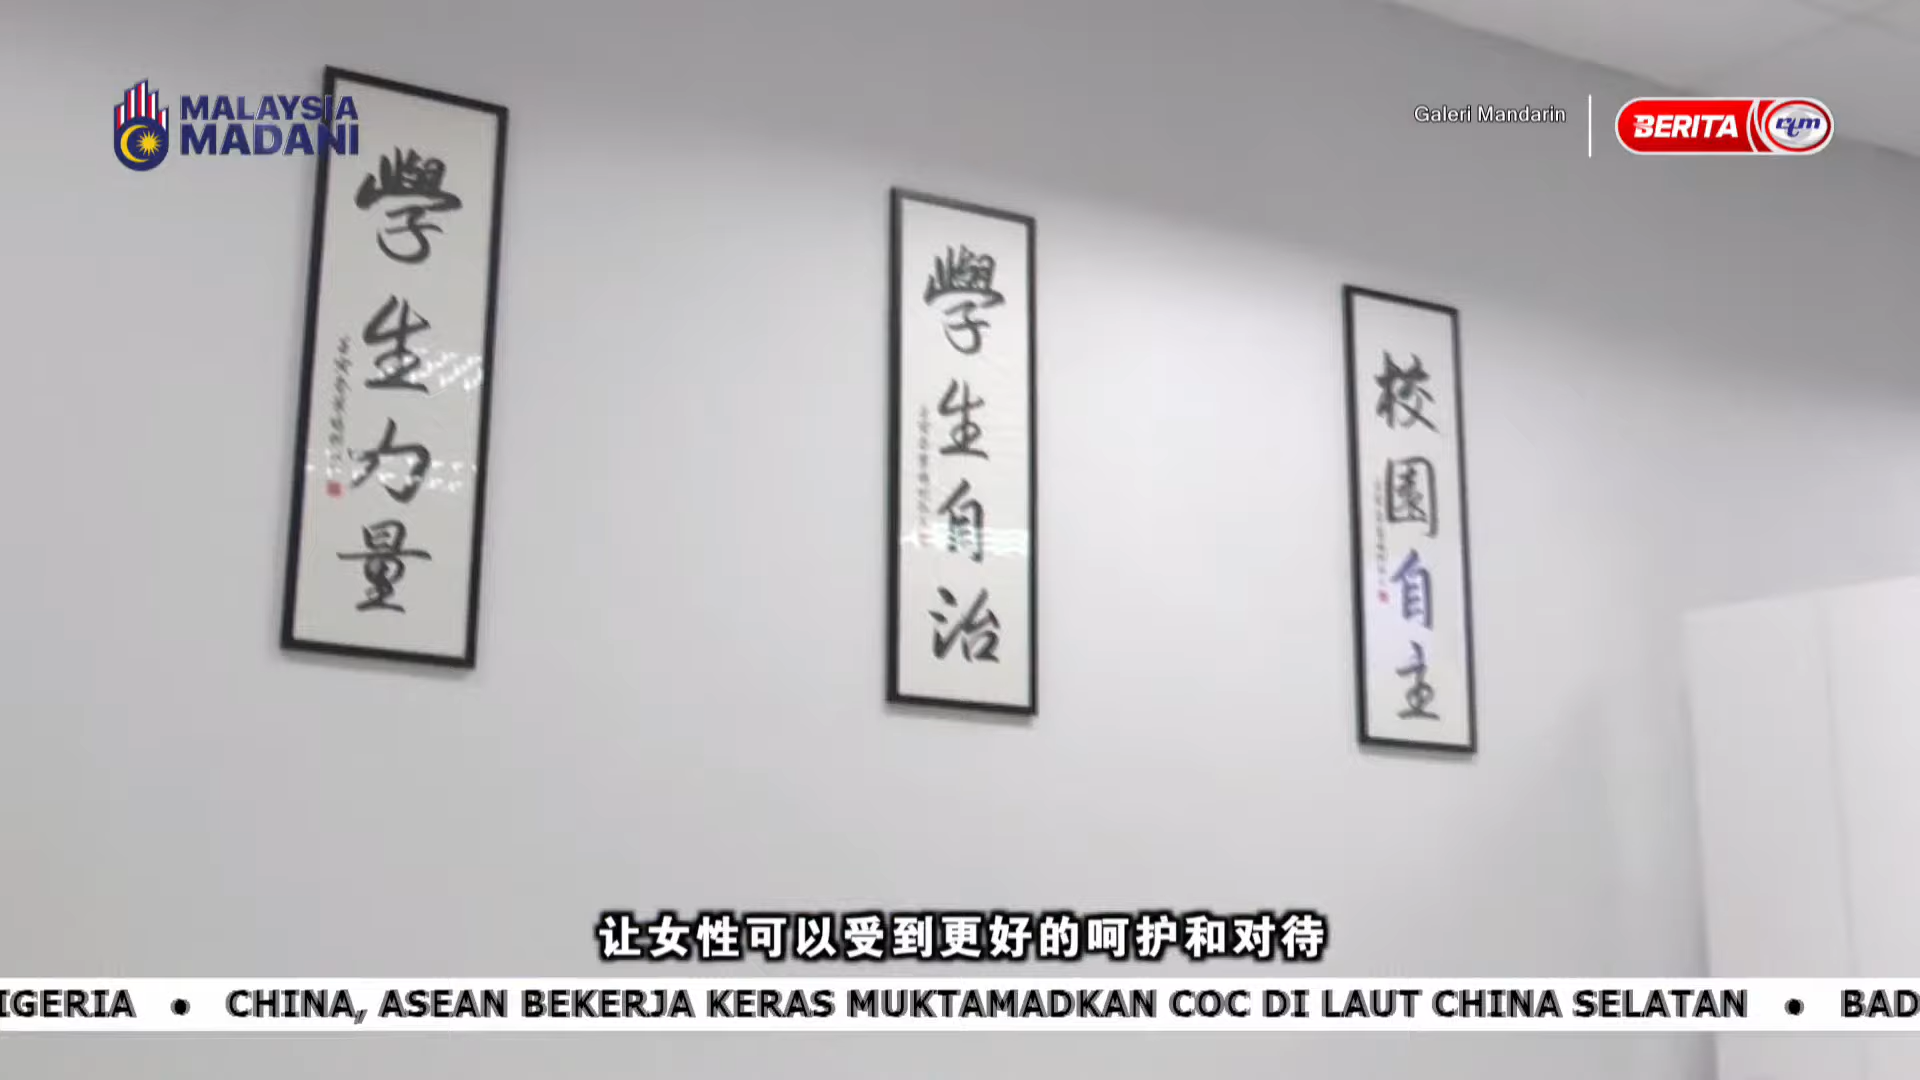 MALAYSIA
MADANI
Galeri Mandarin
BERITA rtm
學生力量
學生自治
校園自主
让女性可以受到更好的呵护和对待
IGERIA • CHINA, ASEAN BEKERJA KERAS MUKTAMADKAN COC DI LAUT CHINA SELATAN • BAD